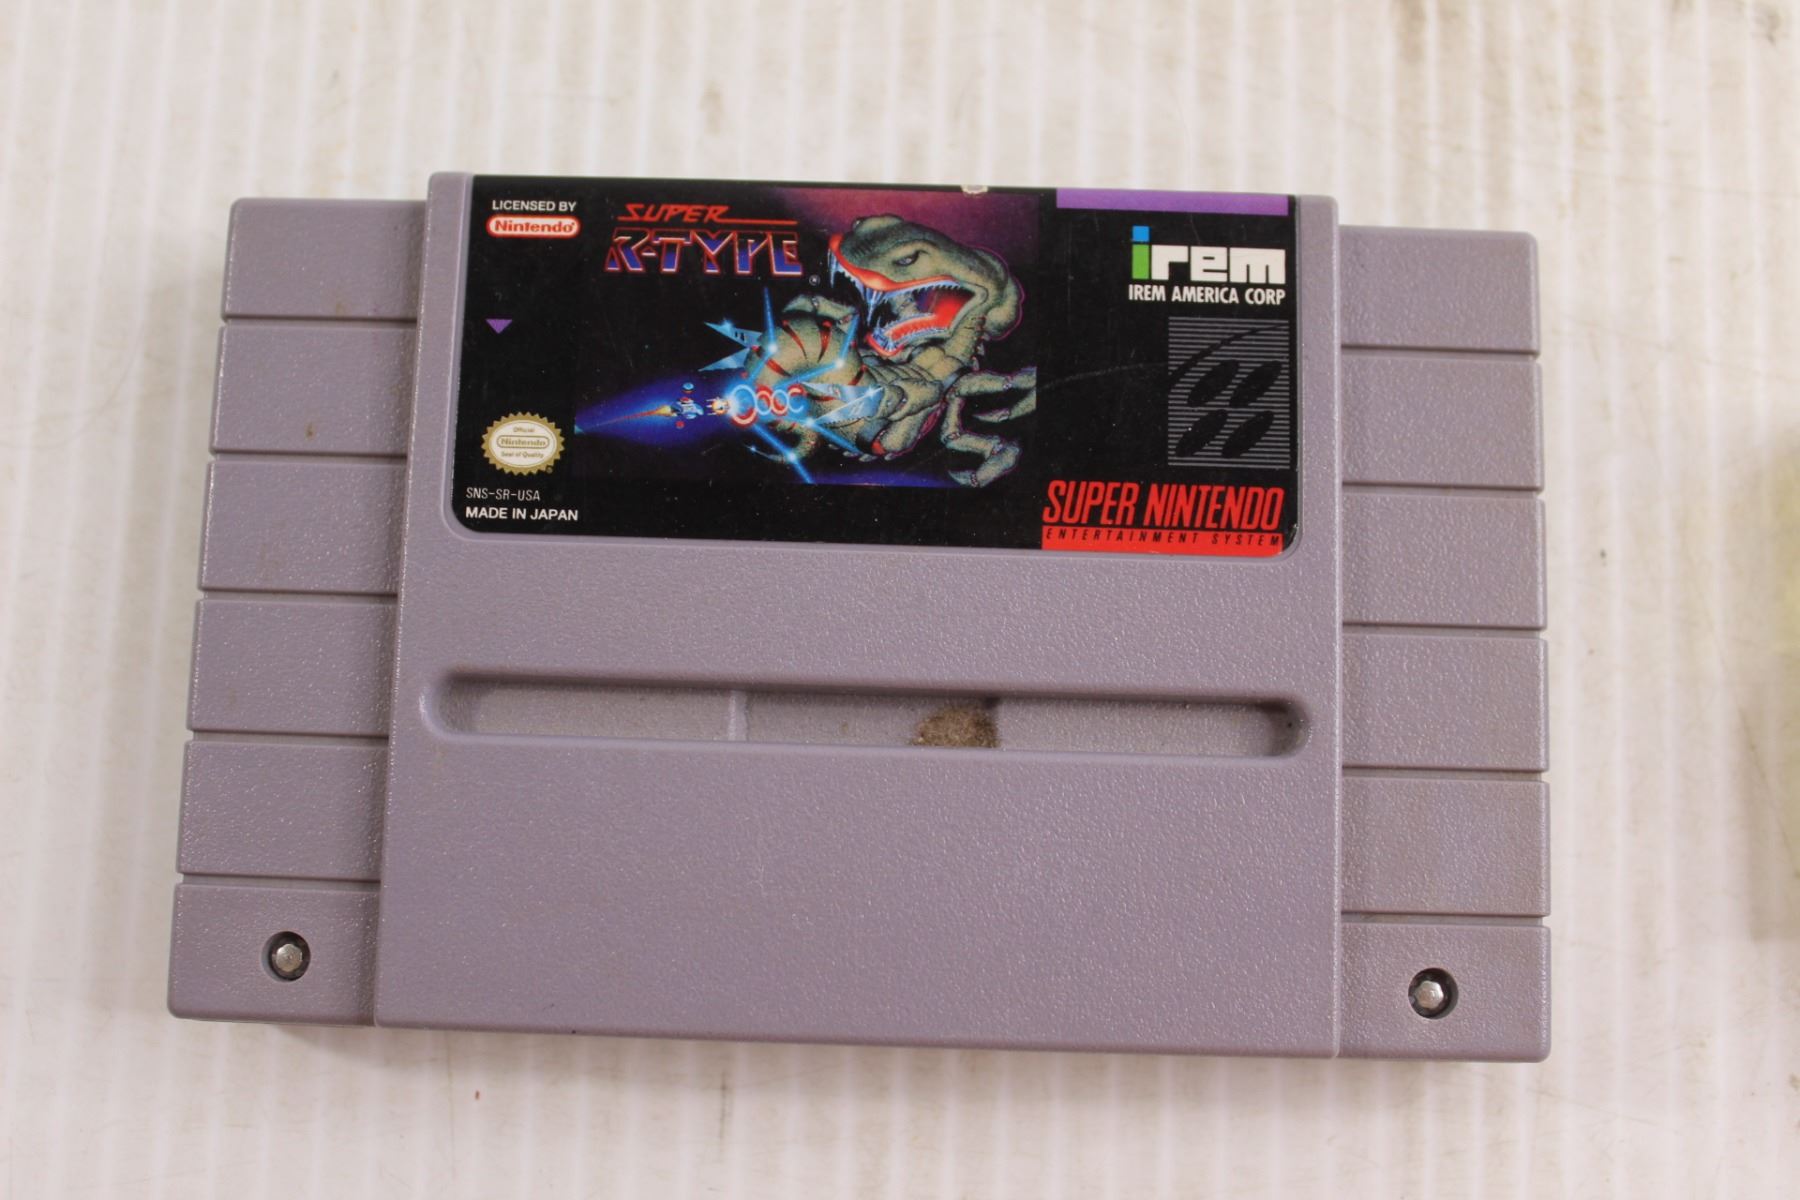 LICENSED BY
Nintendo®
SUPER
R-TYPE®
irem
IREM AMERICA CORP
Official
Nintendo
Seal of Quality
SNS-SR-USA
MADE IN JAPAN
SUPER NINTENDO
ENTERTAINMENT SYSTEM